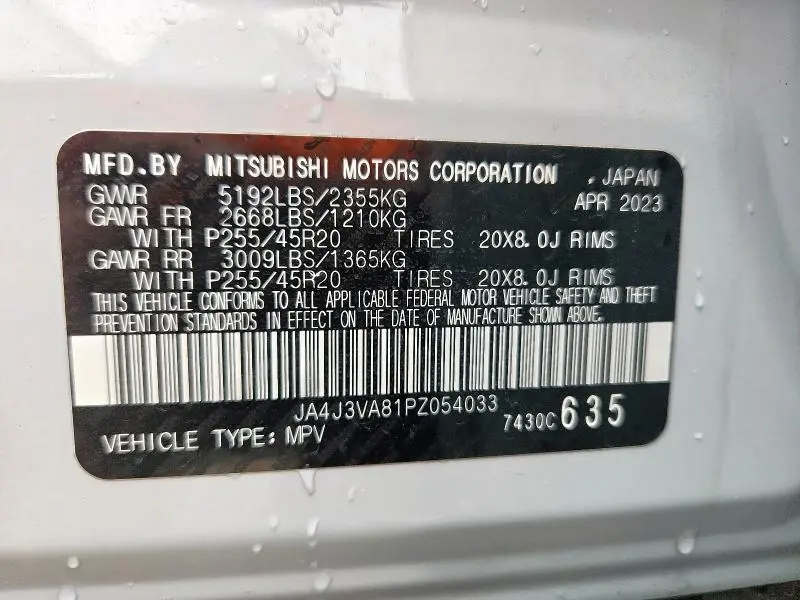 MFD.BY MITSUBISHI MOTORS CORPORATION , JAPAN
GVWR 5192LBS/2355KG APR 2023
GAWR FR 2668LBS/1210KG
WITH P255/45R20 TIRES 20X8.0J RIMS
GAWR RR 3009LBS/1365KG
WITH P255/45R20 TIRES 20X8.0J RIMS
THIS VEHICLE CONFORMS TO ALL APPLICABLE FEDERAL MOTOR VEHICLE SAFETY AND THEFT
PREVENTION STANDARDS IN EFFECT ON THE DATE OF MANUFACTURE SHOWN ABOVE.
JA4J3VA81PZ054033
VEHICLE TYPE: MPV 7430C 635